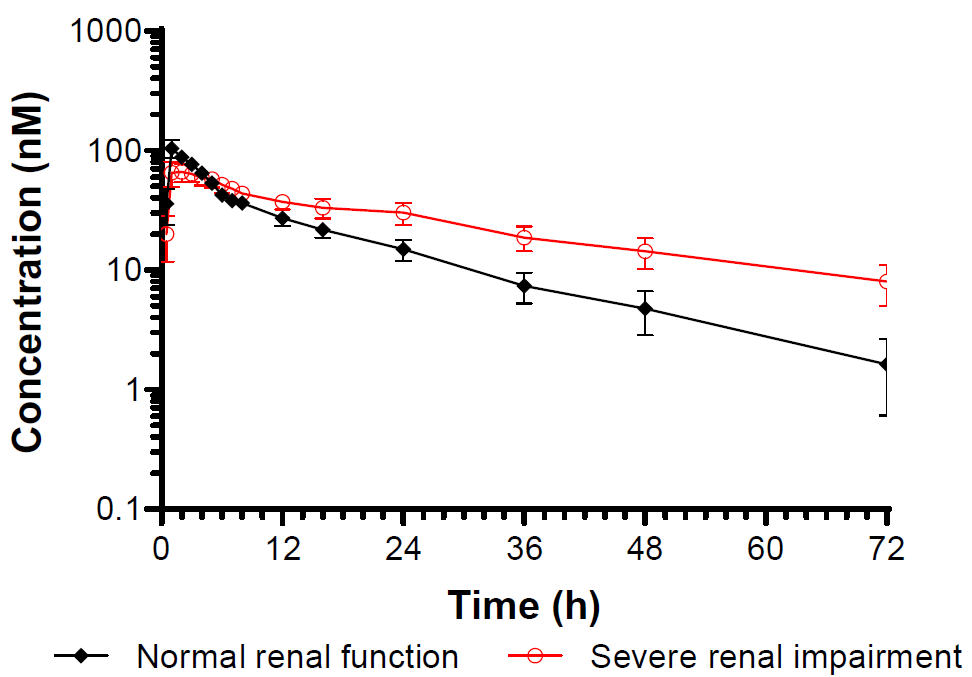 Concentration (nM)
1000
100
10
1
0.1
0 12 24 36 48 60 72
Time (h)
Normal renal function Severe renal impairment